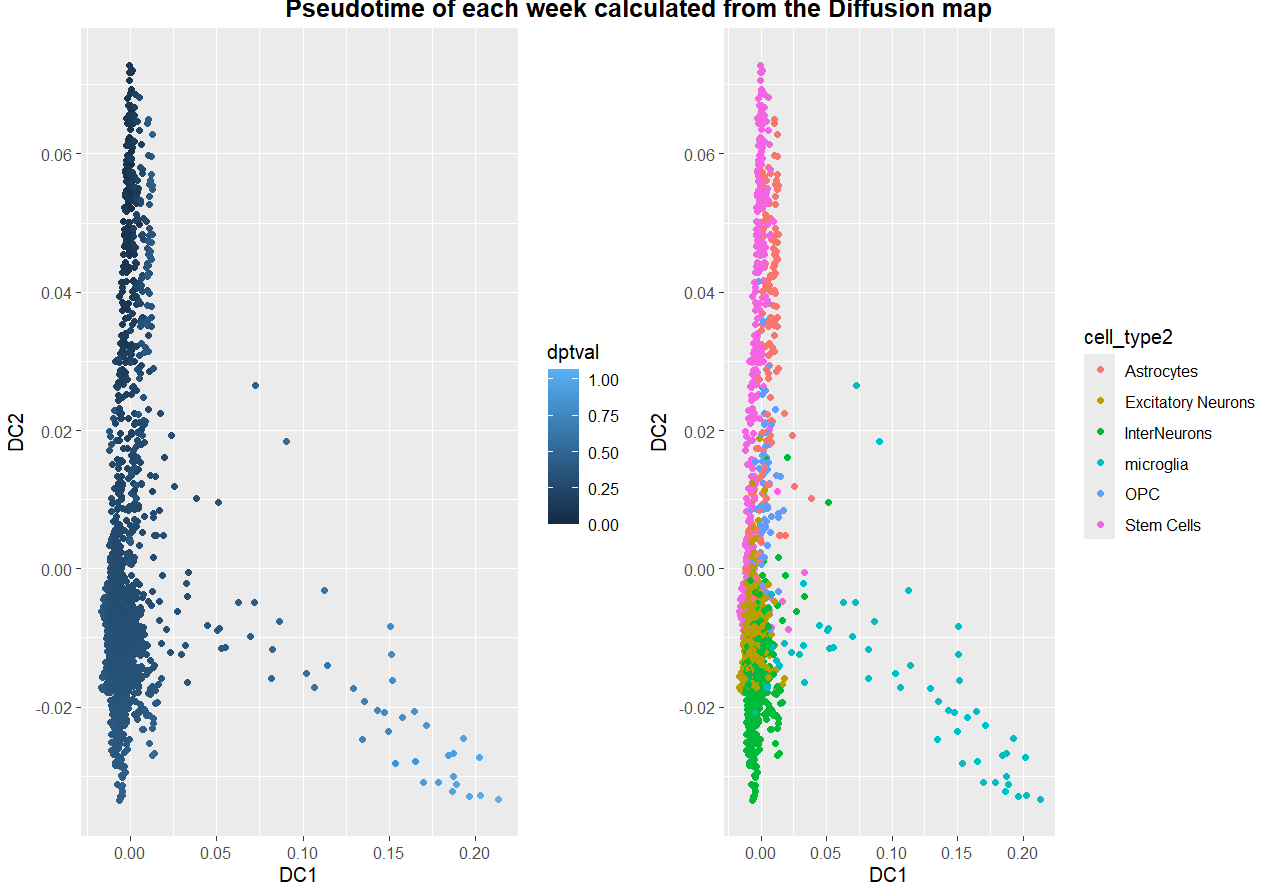 Pseudotime of each week calculated from the Diffusion map
DC2
0.06
0.04
0.02
0.00
-0.02
0.00
0.05
0.10
0.15
0.20
DC1
dptval
1.00
0.75
0.50
0.25
0.00
DC2
0.06
0.04
0.02
0.00
-0.02
0.00
0.05
0.10
0.15
0.20
DC1
cell_type2
Astrocytes
Excitatory Neurons
InterNeurons
microglia
OPC
Stem Cells